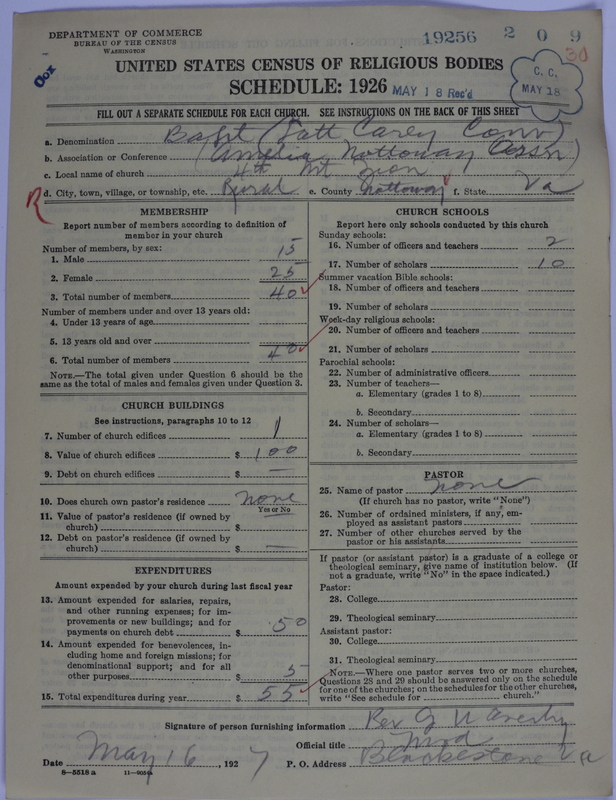 DEPARTMENT OF COMMERCE
BUREAU OF THE CENSUS
WASHINGTON
19256 209
30
Cox
UNITED STATES CENSUS OF RELIGIOUS BODIES
SCHEDULE: 1926
MAY 18 Rec'd
C. C.
MAY 18
FILL OUT A SEPARATE SCHEDULE FOR EACH CHURCH. SEE INSTRUCTIONS ON THE BACK OF THIS SHEET
a. Denomination Bapt (Lott Carey Conv)
b. Association or Conference (Amelia Nottoway Assn)
c. Local name of church 4th Mt Zion
R
d. City, town, village, or township, etc. Rural e. County Nottoway f. State Va
MEMBERSHIP
Report number of members according to definition of
member in your church
Number of members, by sex:
1. Male 15
2. Female 25
3. Total number of members 40
Number of members under and over 13 years old:
4. Under 13 years of age
5. 13 years old and over
6. Total number of members 40
NOTE.—The total given under Question 6 should be
same as the total of males and females given under Question 3.
CHURCH BUILDINGS
See instructions, paragraphs 10 to 12
7. Number of church edifices 1
8. Value of church edifices $ 100
9. Debt on church edifices $ —
10. Does church own pastor's residence none
Yes or No
11. Value of pastor's residence (if owned by
church) $
12. Debt on pastor's residence (if owned by
church) $ —
EXPENDITURES
Amount expended by your church during last fiscal year
13. Amount expended for salaries, repairs,
and other running expenses; for im-
provements or new buildings; and for
payments on church debt $ 50
14. Amount expended for benevolences, in-
cluding home and foreign missions; for
denominational support; and for all
other purposes $ 5
15. Total expenditures during year $ 55
CHURCH SCHOOLS
Report here only schools conducted by this church
Sunday schools:
16. Number of officers and teachers 2
17. Number of scholars 10
Summer vacation Bible schools:
18. Number of officers and teachers
19. Number of scholars
Week-day religious schools:
20. Number of officers and teachers
21. Number of scholars
Parochial schools:
22. Number of administrative officers
23. Number of teachers—
a. Elementary (grades 1 to 8)
b. Secondary
24. Number of scholars—
a. Elementary (grades 1 to 8)
b. Secondary
PASTOR
25. Name of pastor none
(If church has no pastor, write "None")
26. Number of ordained ministers, if any, em-
ployed as assistant pastors
27. Number of other churches served by the
pastor or his assistants
If pastor (or assistant pastor) is a graduate of a college or
theological seminary, give name of institution below. (If
not a graduate, write "No" in the space indicated.)
Pastor:
28. College
29. Theological seminary
Assistant pastor:
30. College
31. Theological seminary
NOTE.—Where one pastor serves two or more churches,
Questions 28 and 29 should be answered only on the schedule
for one of the churches; on the schedules for the other churches,
write "See schedule for church."
Signature of person furnishing information Rev G
Official title Mod
Date May 16, 1927 P. O. Address Blackstone Va
8—5518 a